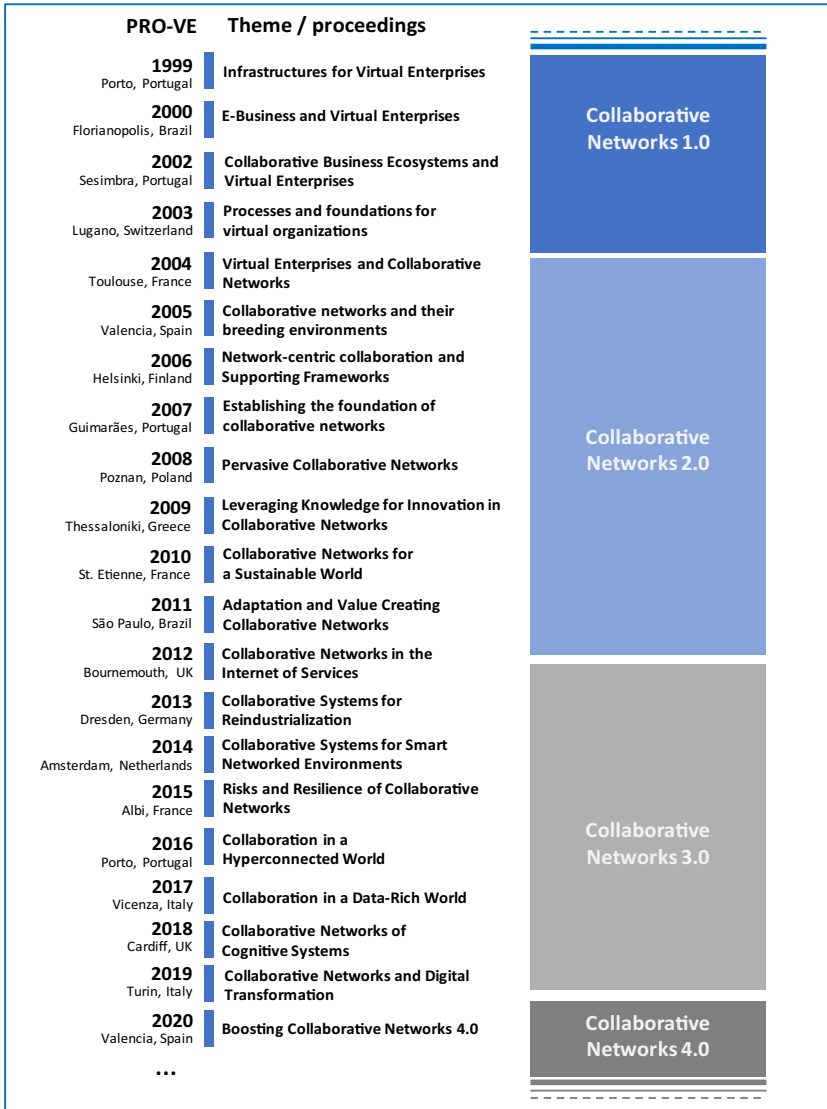 PRO-VE Theme / proceedings
1999
Porto, Portugal
Infrastructures for Virtual Enterprises
2000
Florianopolis, Brazil
E-Business and Virtual Enterprises
2002
Sesimbra, Portugal
Collaborative Business Ecosystems and
Virtual Enterprises
2003
Lugano, Switzerland
Processes and foundations for
virtual organizations
2004
Toulouse, France
Virtual Enterprises and Collaborative
Networks
2005
Valencia, Spain
Collaborative networks and their
breeding environments
2006
Helsinki, Finland
Network-centric collaboration and
Supporting Frameworks
2007
Guimarães, Portugal
Establishing the foundation of
collaborative networks
2008
Poznan, Poland
Pervasive Collaborative Networks
2009
Thessaloniki, Greece
Leveraging Knowledge for Innovation in
Collaborative Networks
2010
St. Etienne, France
Collaborative Networks for
a Sustainable World
2011
São Paulo, Brazil
Adaptation and Value Creating
Collaborative Networks
2012
Bournemouth, UK
Collaborative Networks in the
Internet of Services
2013
Dresden, Germany
Collaborative Systems for
Reindustrialization
2014
Amsterdam, Netherlands
Collaborative Systems for Smart
Networked Environments
2015
Albi, France
Risks and Resilience of Collaborative
Networks
2016
Porto, Portugal
Collaboration in a
Hyperconnected World
2017
Vicenza, Italy
Collaboration in a Data-Rich World
2018
Cardiff, UK
Collaborative Networks of
Cognitive Systems
2019
Turin, Italy
Collaborative Networks and Digital
Transformation
2020
Valencia, Spain
Boosting Collaborative Networks 4.0
...
Collaborative
Networks 1.0
Collaborative
Networks 2.0
Collaborative
Networks 3.0
Collaborative
Networks 4.0